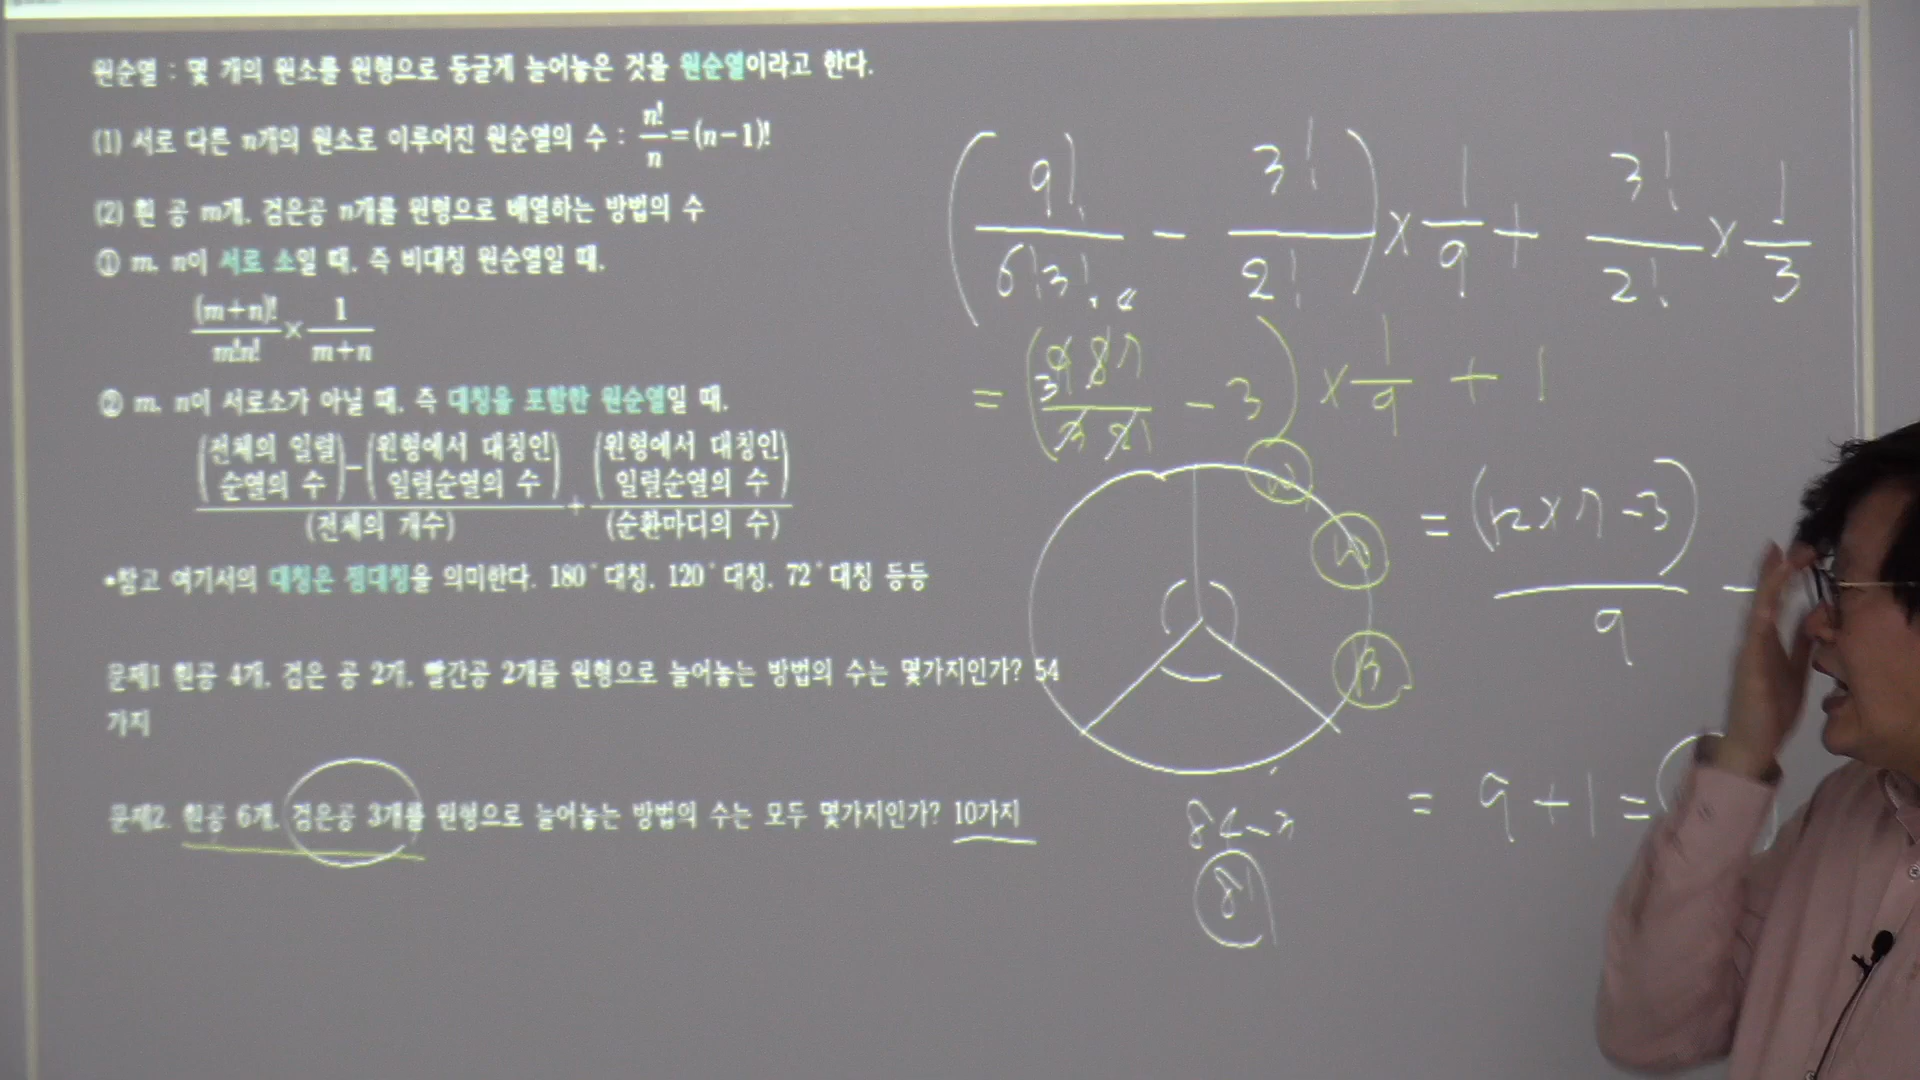 원순열 : 몇 개의 원소를 원형으로 둥글게 늘어놓은 것을 원순열이라고 한다.
(1) 서로 다른 n개의 원소로 이루어진 원순열의 수 : n!/n=(n-1)!
(2) 흰 공 m개, 검은공 n개를 원형으로 배열하는 방법의 수
① m, n이 서로 소일 때, 즉 비대칭 원순열일 때,
(m+n)!/m!n! × 1/m+n
② m, n이 서로소가 아닐 때, 즉 대칭을 포함한 원순열일 때,
(전체의 일렬 순열의 수)-(원형에서 대칭인 일렬순열의 수)/(전체의 개수) + (원형에서 대칭인 일렬순열의 수)/(순환마디의 수)
*참고 여기서의 대칭은 점대칭을 의미한다. 180°대칭, 120°대칭, 72°대칭 등등
문제1 흰공 4개, 검은 공 2개, 빨간공 2개를 원형으로 늘어놓는 방법의 수는 몇가지인가? 54
가지
문제2. 흰공 6개, 검은공 3개를 원형으로 늘어놓는 방법의 수는 모두 몇가지인가? 10가지
(9!/6!3! - 3!/2!) × 1/9 + 3!/2! × 1/3
= (987/321 - 3) × 1/9 + 1
W
B
= (12×7-3)/9
84-3
81
= 9+1=